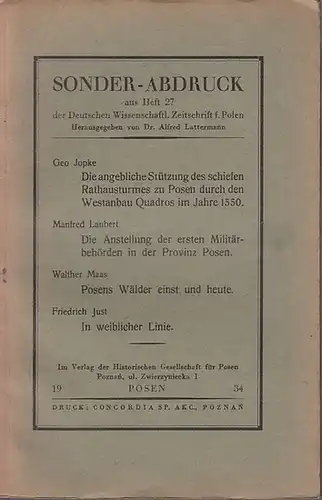 SONDER-ABDRUCK
aus Heft 27
der Deutschen Wissenschaftl. Zeitschrift f. Polen
Herausgegeben von Dr. Alfred Lattermann
Geo Jopke
Die angebliche Stützung des schiefen
Rathausturmes zu Posen durch den
Westanbau Quadros im Jahre 1550.
Manfred Laubert
Die Anstellung der ersten Militär-
behörden in der Provinz Posen.
Walther Maas
Posens Wälder einst und heute.
Friedrich Just
In weiblicher Linie.
Im Verlag der Historischen Gesellschaft für Posen
Poznań, ul. Zwierzyniecka 1
19 POSEN 34
DRUCK: CONCORDIA SP. AKC., POZNAŃ